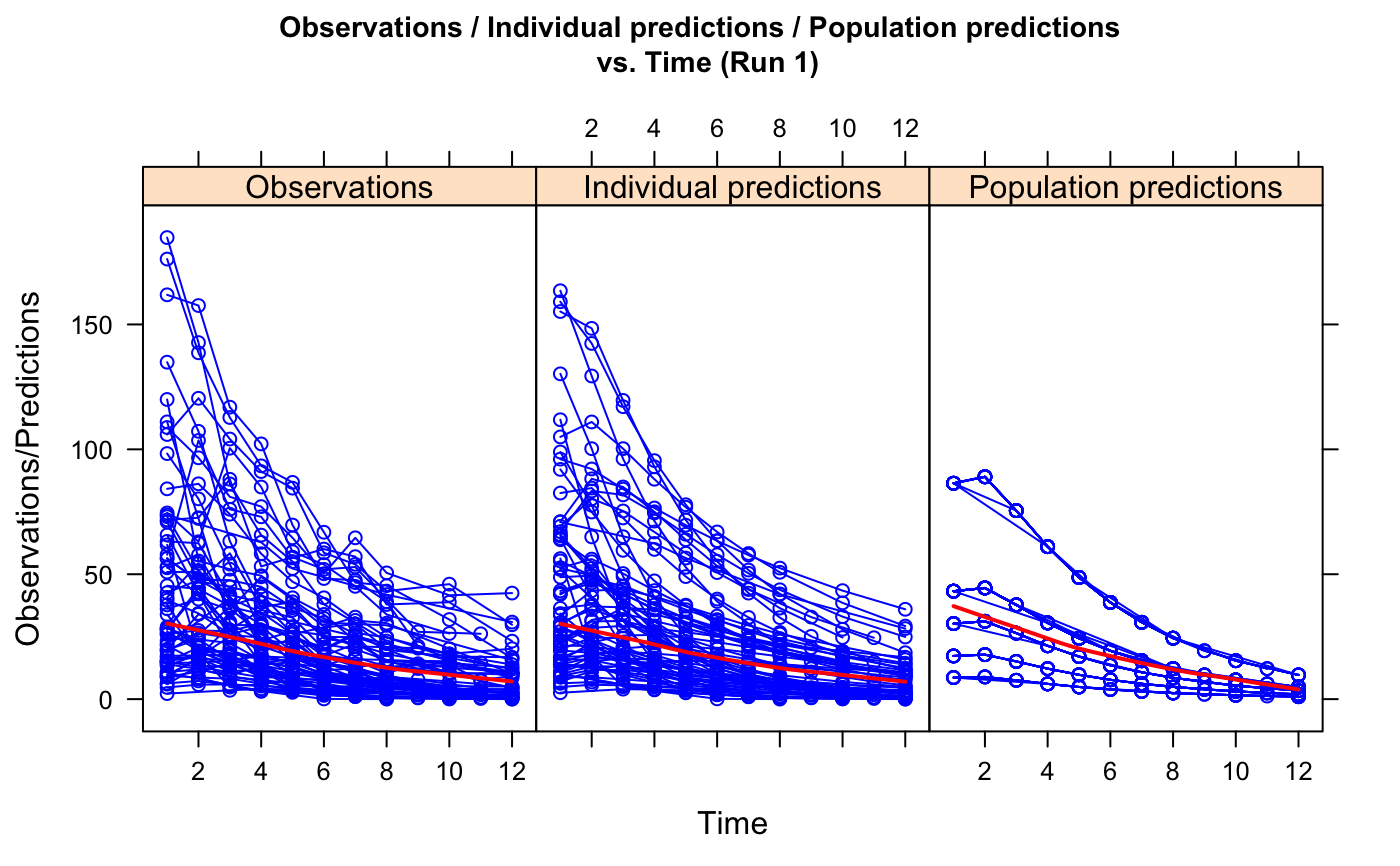 Observations / Individual predictions / Population predictions
vs. Time (Run 1)
2 4 6 8 10 12
Observations Individual predictions Population predictions
Observations/Predictions
150
100
50
0
2 4 6 8 10 12 2 4 6 8 10 12
Time